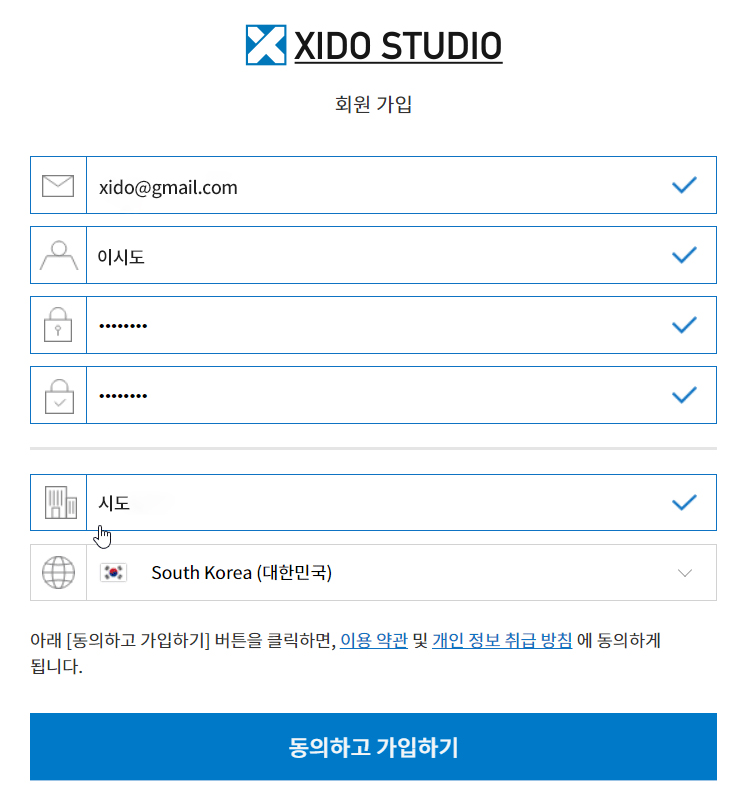 XIDO STUDIO
회원 가입
xido@gmail.com
이시도
••••••••
••••••••
시도
South Korea (대한민국)
아래 [동의하고 가입하기] 버튼을 클릭하면, 이용 약관 및 개인 정보 취급 방침 에 동의하게
됩니다.
동의하고 가입하기